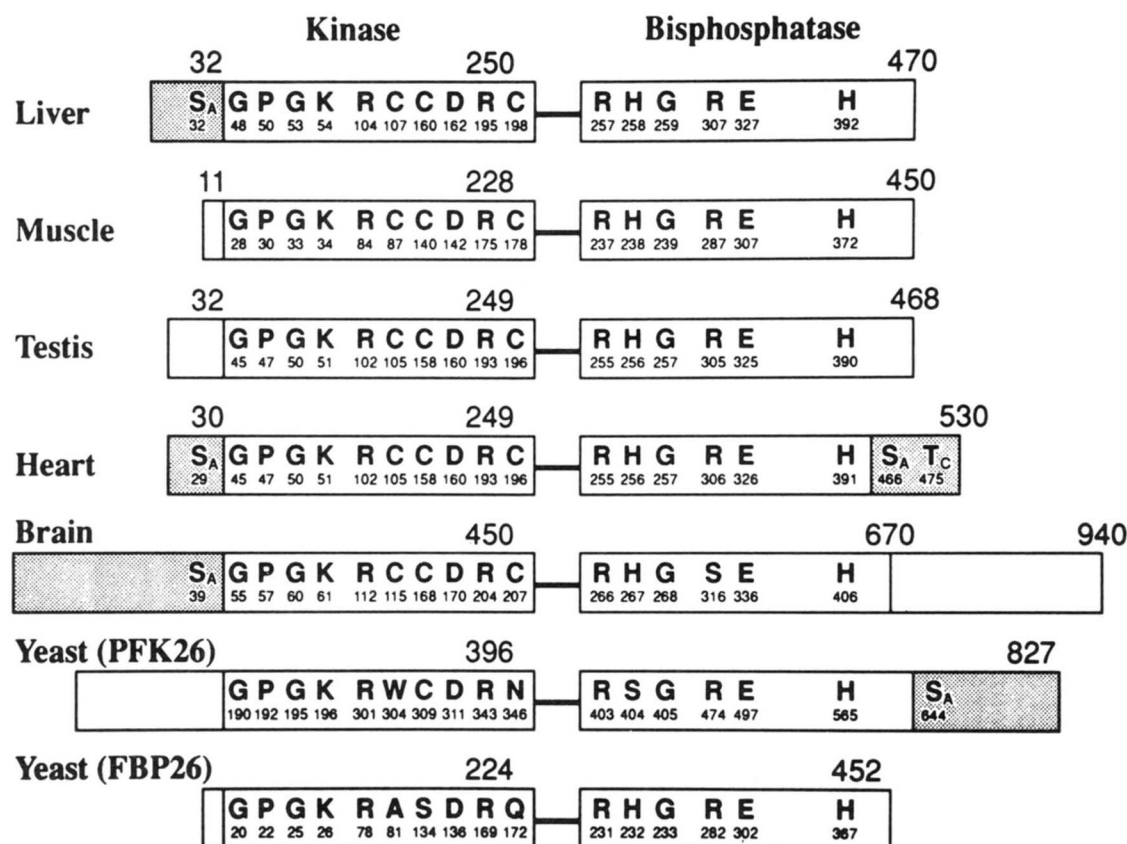 Kinase Bisphosphatase
32 250 470
Liver
SA G P G K R C C D R C R H G R E H
32 48 50 53 54 104 107 160 162 195 198 257 258 259 307 327 392
11 228 450
Muscle
G P G K R C C D R C R H G R E H
28 30 33 34 84 87 140 142 175 178 237 238 239 287 307 372
32 249 468
Testis
G P G K R C C D R C R H G R E H
45 47 50 51 102 105 158 160 193 196 255 256 257 305 325 390
30 249 530
Heart
SA G P G K R C C D R C R H G R E H SA TC
29 45 47 50 51 102 105 158 160 193 196 255 256 257 306 326 391 466 475
Brain 450 670 940
SA G P G K R C C D R C R H G S E H
39 55 57 60 61 112 115 168 170 204 207 266 267 268 316 336 406
Yeast (PFK26) 396 827
G P G K R W C D R N R S G R E H SA
190 192 195 196 301 304 309 311 343 346 403 404 405 474 497 565 644
Yeast (FBP26) 224 452
G P G K R A S D R Q R H G R E H
20 22 25 26 78 81 134 136 169 172 231 232 233 282 302 367